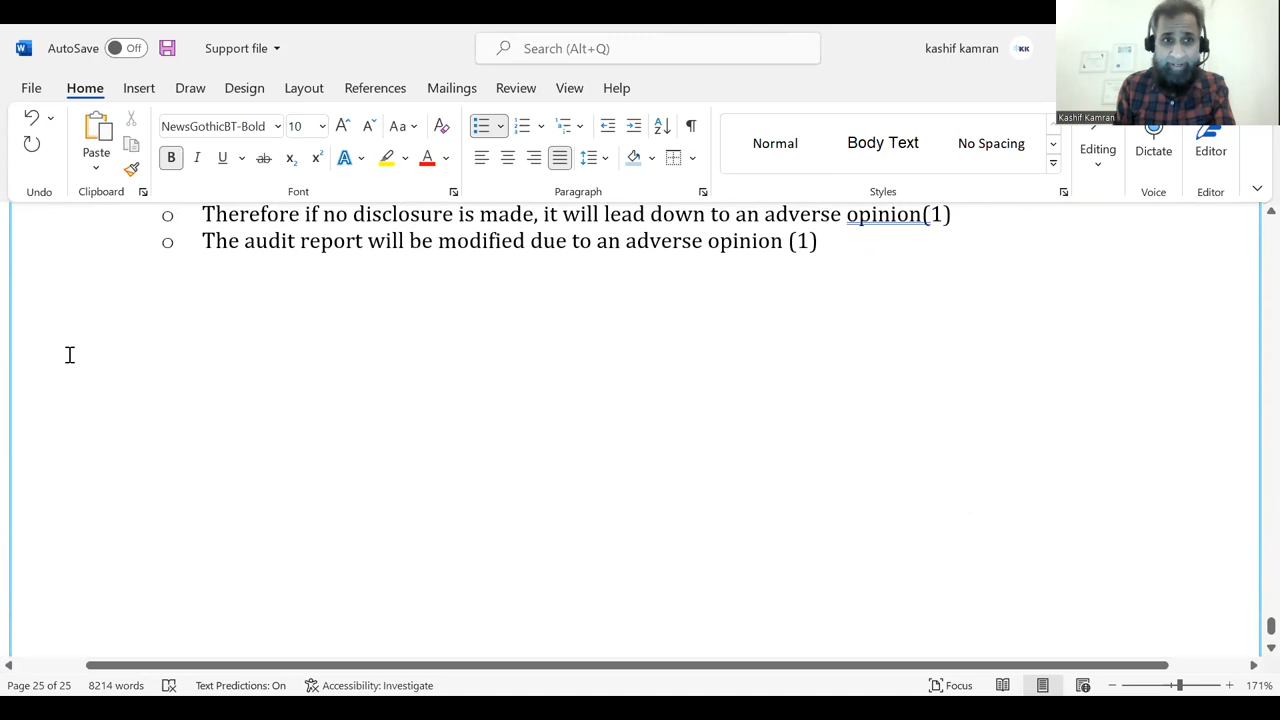 AutoSave Off Support file Search (Alt+Q) kashif kamran KK
File Home Insert Draw Design Layout References Mailings Review View Help
Kashif Kamran
NewsGothicBT-Bold 10 A A Aa A
Paste B I U ab x₂ x² A A Normal Body Text No Spacing Editing Dictate Editor
Undo Clipboard Font Paragraph Styles Voice Editor
o Therefore if no disclosure is made, it will lead down to an adverse opinion(1)
o The audit report will be modified due to an adverse opinion (1)
Page 25 of 25 8214 words Text Predictions: On Accessibility: Investigate Focus 171%